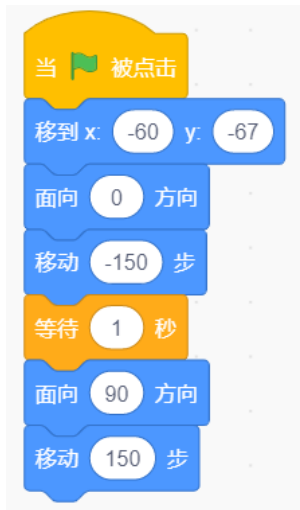 当 被点击
移到 x: -60 y: -67
面向 0 方向
移动 -150 步
等待 1 秒
面向 90 方向
移动 150 步